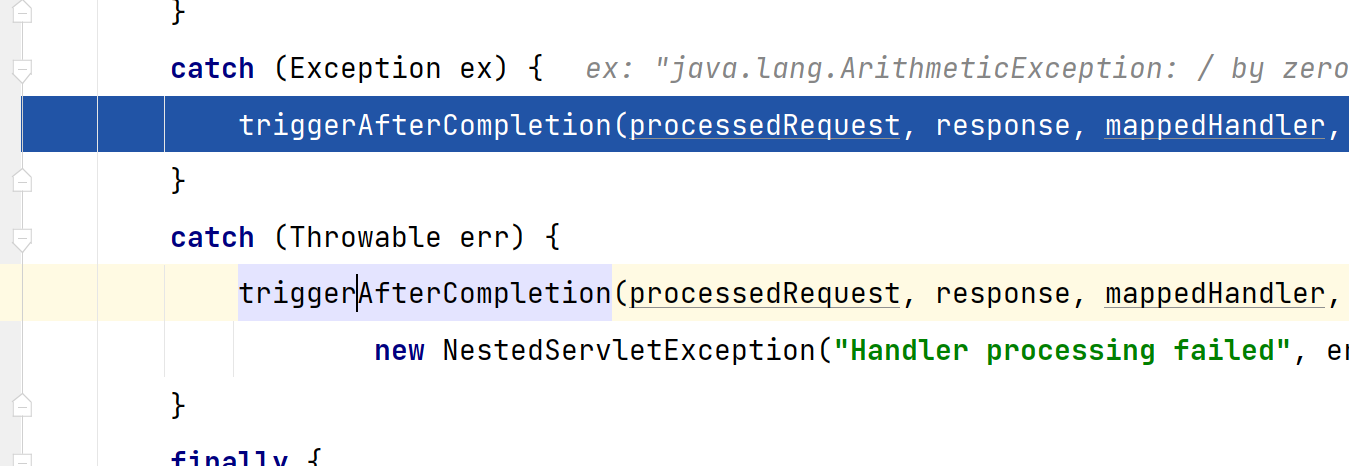 }
catch (Exception ex) { ex: "java.lang.ArithmeticException: / by zero
triggerAfterCompletion(processedRequest, response, mappedHandler,
}
catch (Throwable err) {
triggerAfterCompletion(processedRequest, response, mappedHandler,
new NestedServletException("Handler processing failed", er
}
finally {